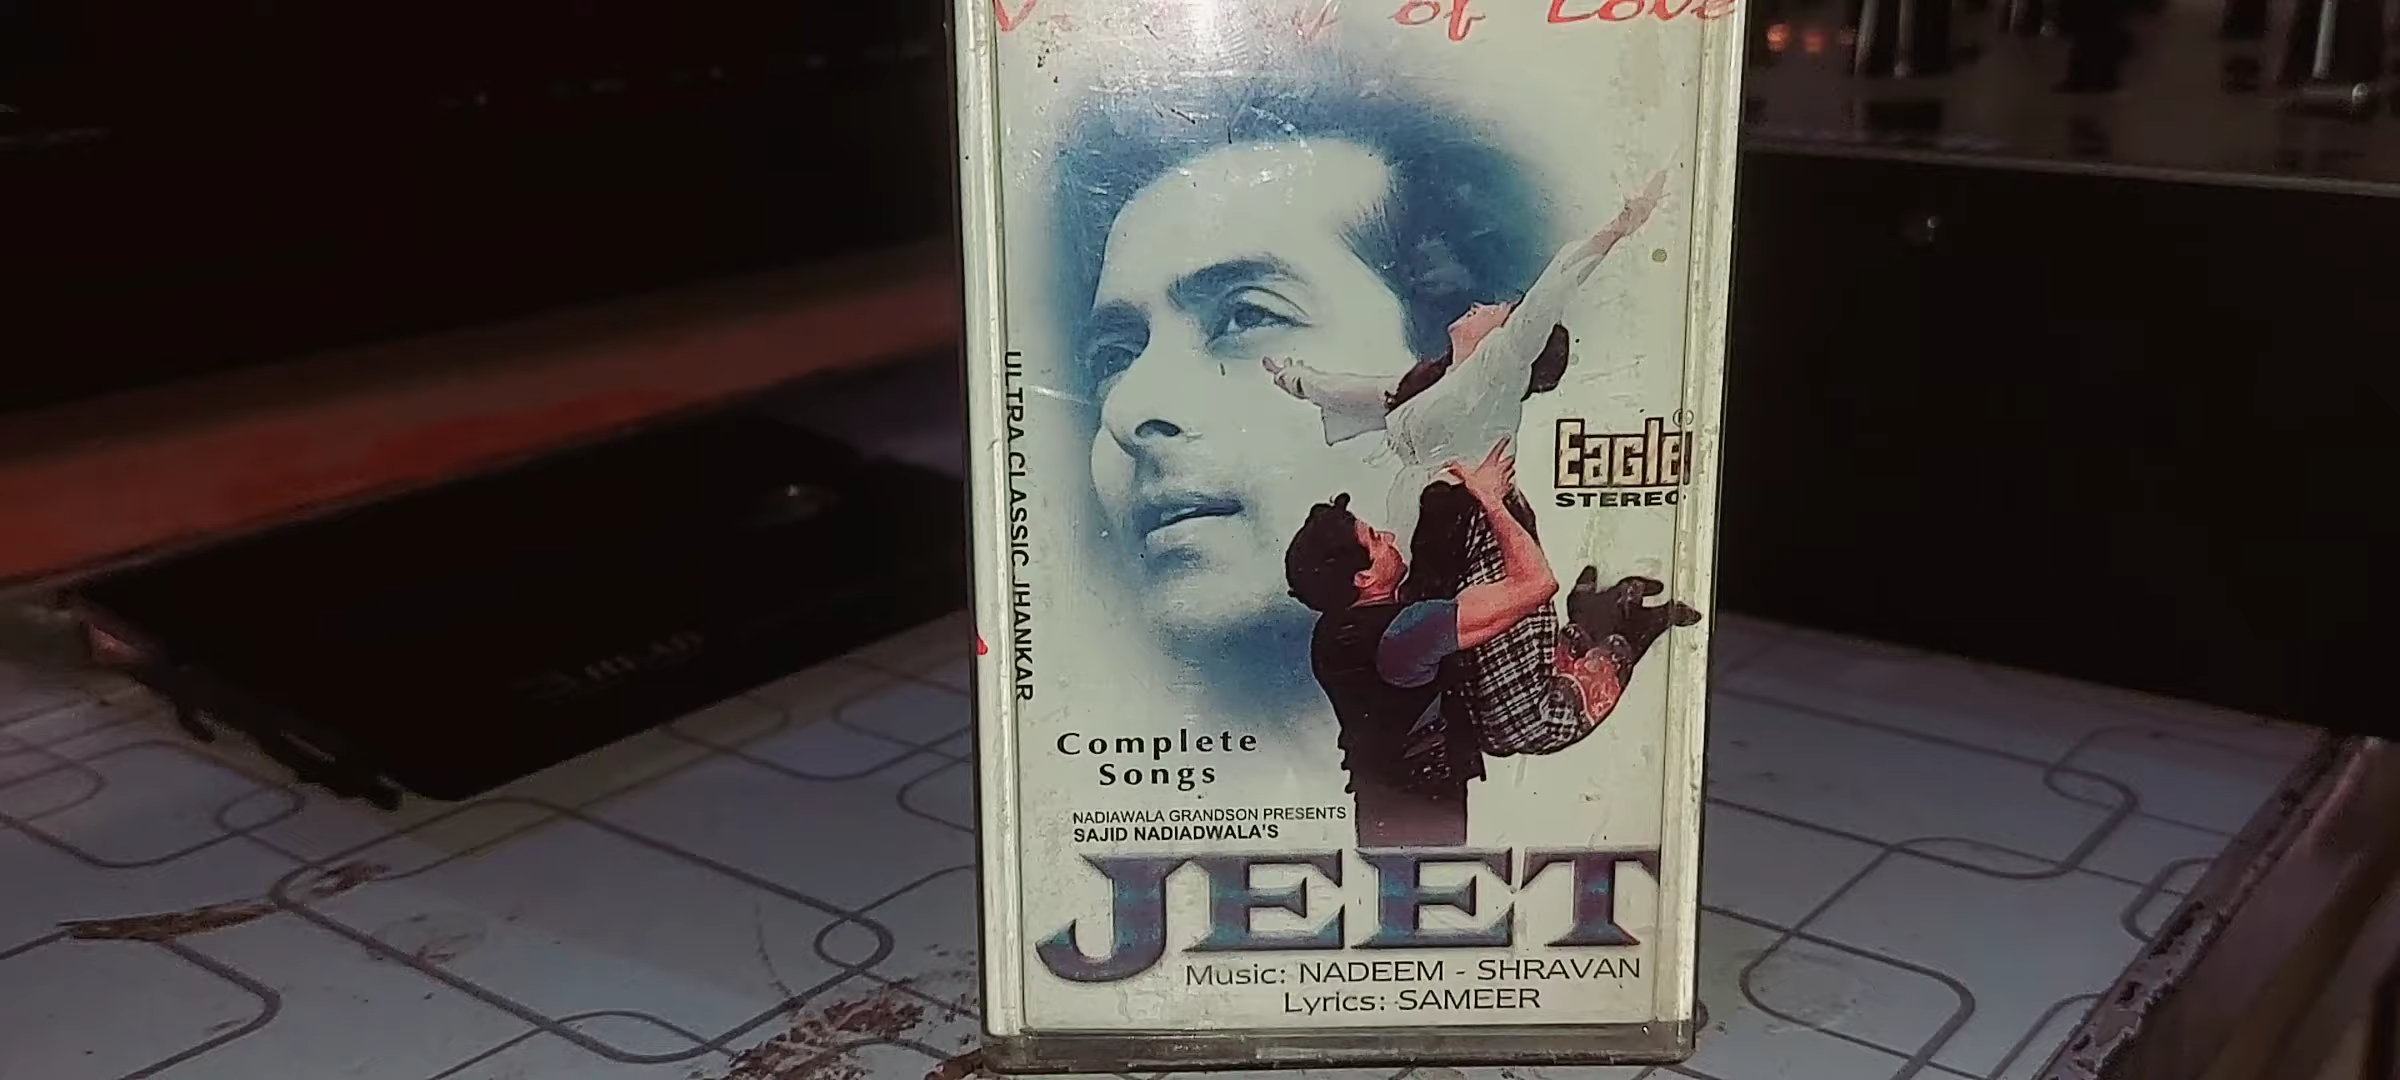 of Love
ULTRA CLASSIC JHANKAR
Eagle
®
STEREO
Complete
Songs
NADIAWALA GRANDSON PRESENTS
SAJID NADIADWALA'S
JEET
Music: NADEEM - SHRAVAN
Lyrics: SAMEER